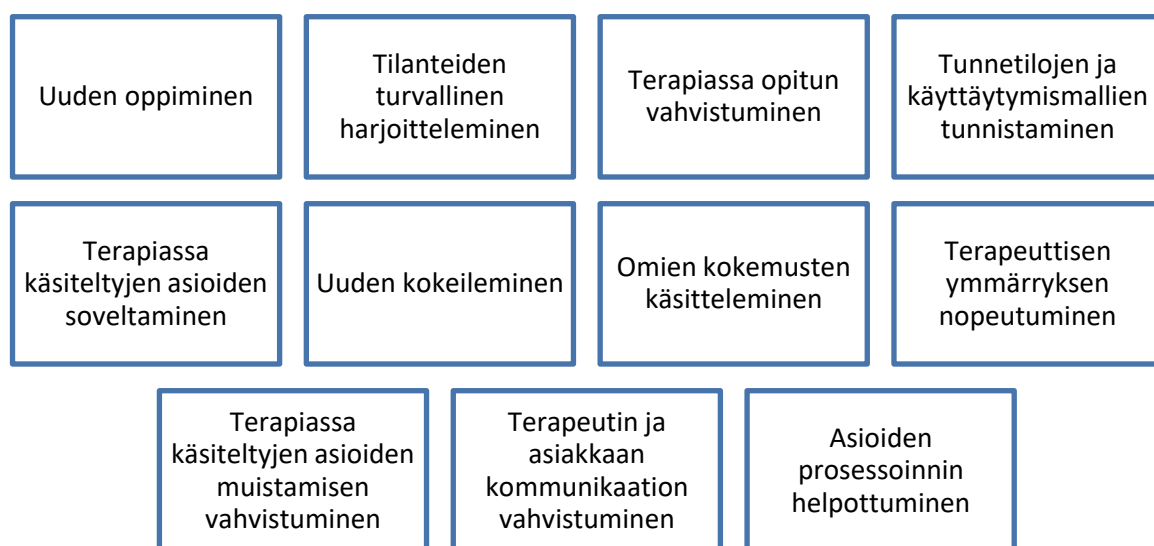 Uuden oppiminen
Tilanteiden
turvallinen
harjoitteleminen
Terapiassa opitun
vahvistuminen
Tunnetilojen ja
käyttäytymismallien
tunnistaminen
Terapiassa
käsiteltyjen asioiden
soveltaminen
Uuden kokeileminen
Omien kokemusten
käsitteleminen
Terapeuttisen
ymmärryksen
nopeutuminen
Terapiassa
käsiteltyjen asioiden
muistamisen
vahvistuminen
Terapeutin ja
asiakkaan
kommunikaation
vahvistuminen
Asioiden
prosessoinnin
helpottuminen